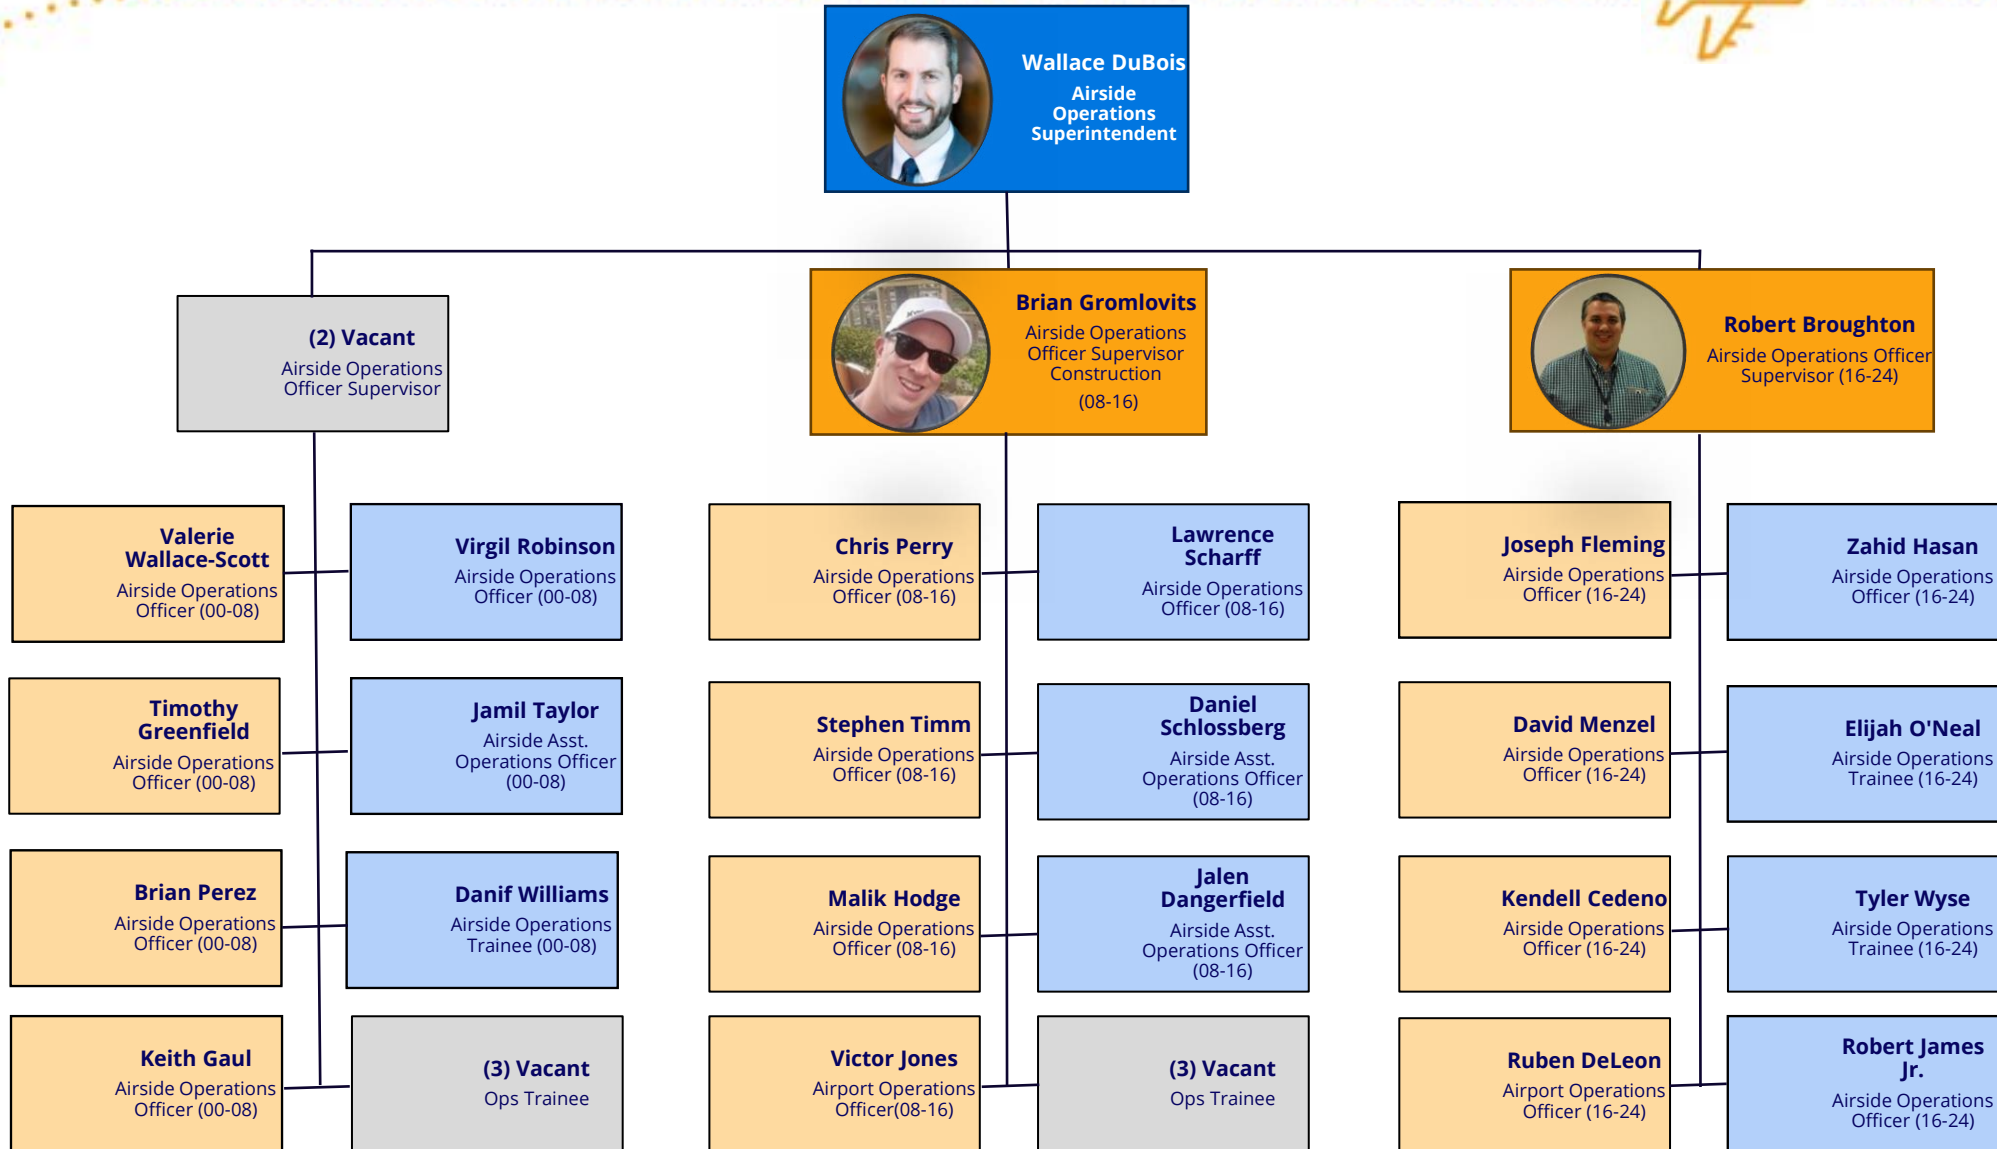 Wallace DuBois
Airside
Operations
Superintendent
(2) Vacant
Airside Operations
Officer Supervisor
Brian Gromlovits
Airside Operations
Officer Supervisor
Construction
(08-16)
Robert Broughton
Airside Operations Officer
Supervisor (16-24)
Valerie
Wallace-Scott
Airside Operations
Officer (00-08)
Virgil Robinson
Airside Operations
Officer (00-08)
Chris Perry
Airside Operations
Officer (08-16)
Lawrence
Scharff
Airside Operations
Officer (08-16)
Joseph Fleming
Airside Operations
Officer (16-24)
Zahid Hasan
Airside Operations
Officer (16-24)
Timothy
Greenfield
Airside Operations
Officer (00-08)
Jamil Taylor
Airside Asst.
Operations Officer
(00-08)
Stephen Timm
Airside Operations
Officer (08-16)
Daniel
Schlossberg
Airside Asst.
Operations Officer
(08-16)
David Menzel
Airside Operations
Officer (16-24)
Elijah O'Neal
Airside Operations
Trainee (16-24)
Brian Perez
Airside Operations
Officer (00-08)
Danif Williams
Airside Operations
Trainee (00-08)
Malik Hodge
Airside Operations
Officer (08-16)
Jalen
Dangerfield
Airside Asst.
Operations Officer
(08-16)
Kendell Cedeno
Airside Operations
Officer (16-24)
Tyler Wyse
Airside Operations
Trainee (16-24)
Keith Gaul
Airside Operations
Officer (00-08)
(3) Vacant
Ops Trainee
Victor Jones
Airport Operations
Officer(08-16)
(3) Vacant
Ops Trainee
Ruben DeLeon
Airport Operations
Officer (16-24)
Robert James
Jr.
Airside Operations
Officer (16-24)